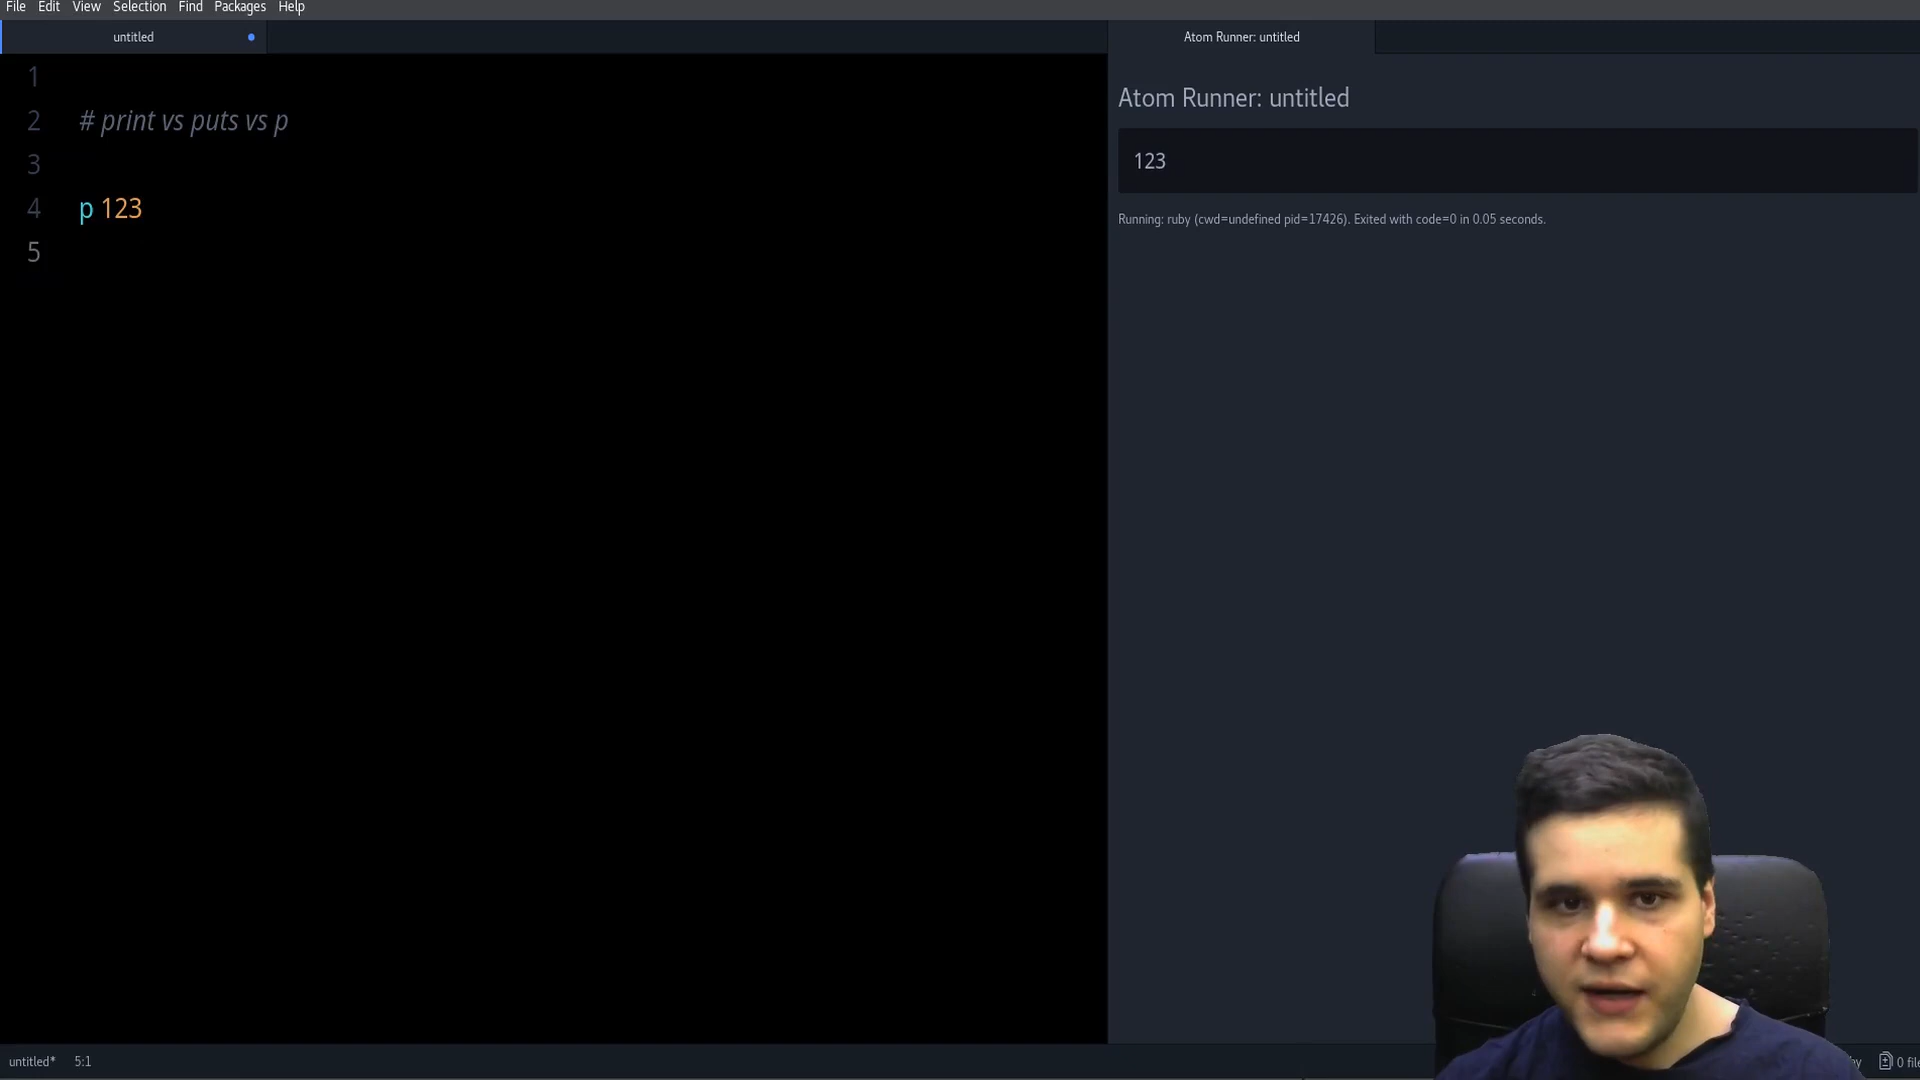 File Edit View Selection Find Packages Help
untitled
Atom Runner: untitled
1
2 # print vs puts vs p
3
4 p 123
5
Atom Runner: untitled
123
Running: ruby (cwd=undefined pid=17426). Exited with code=0 in 0.05 seconds.
untitled* 5:1
0